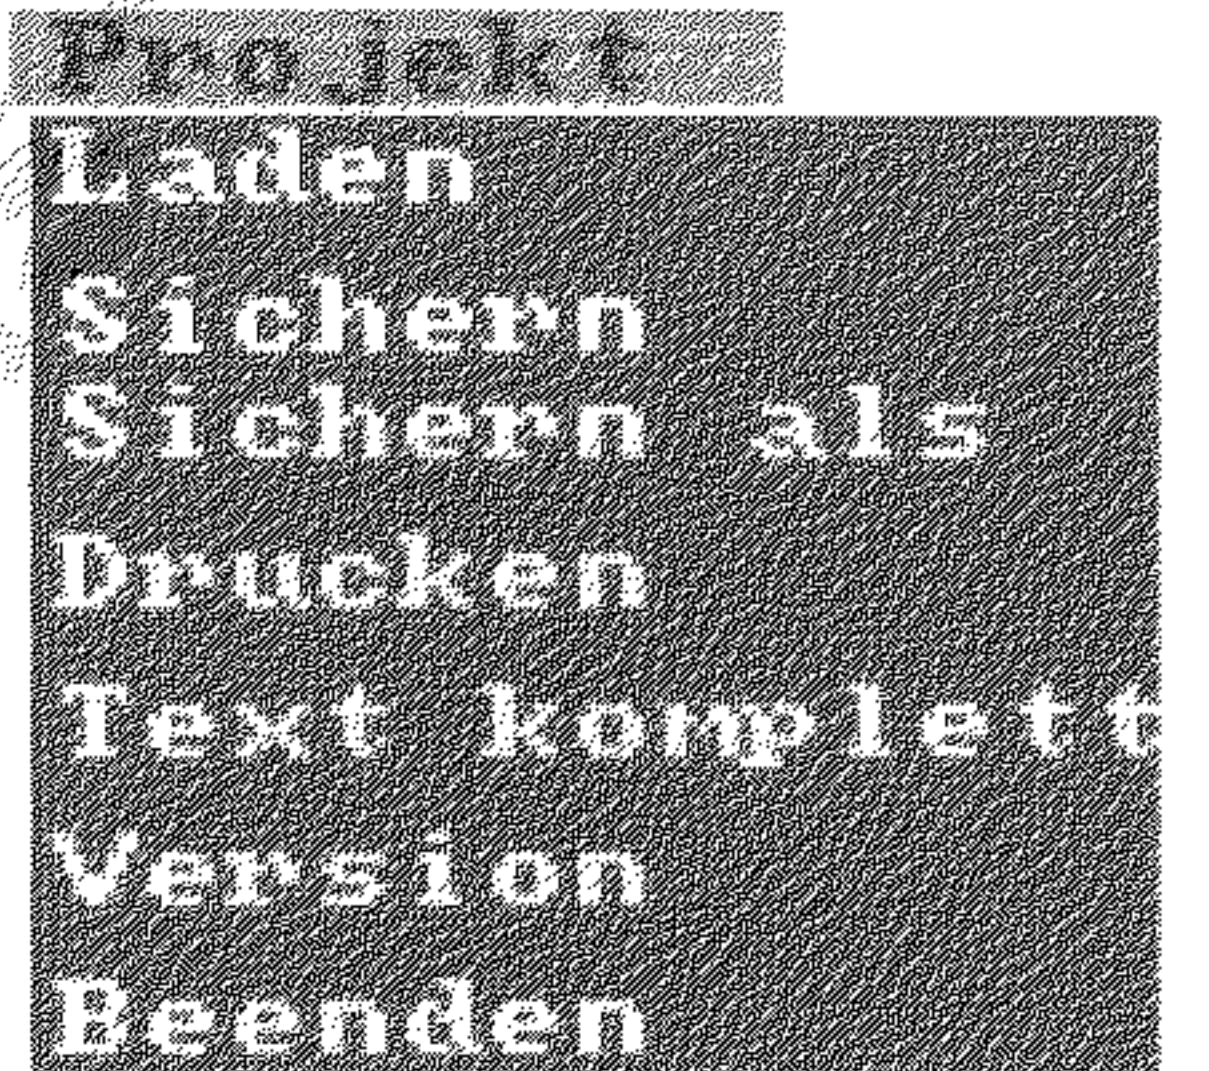 Projekt
Laden
Sichern
Sichern als
Drucken
Text komplett
Version
Beenden